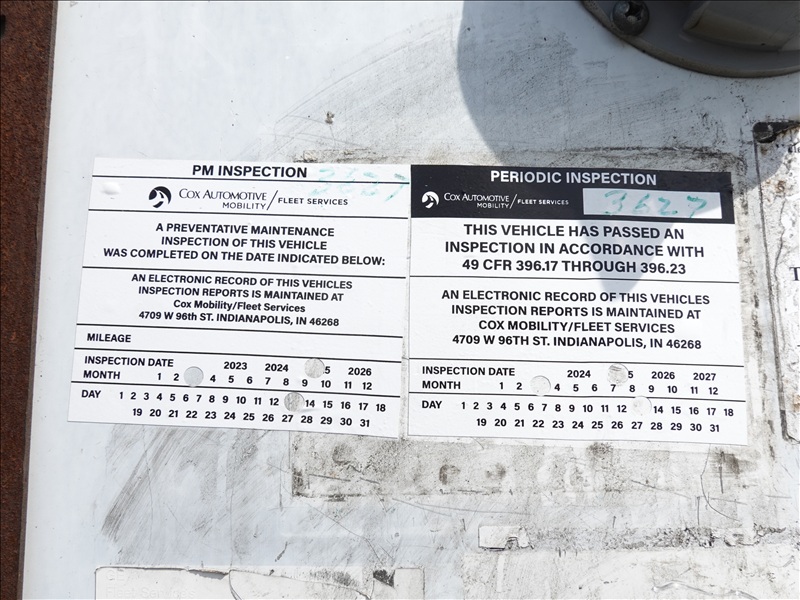 PM INSPECTION 3627
COX AUTOMOTIVE
MOBILITY / FLEET SERVICES
A PREVENTATIVE MAINTENANCE
INSPECTION OF THIS VEHICLE
WAS COMPLETED ON THE DATE INDICATED BELOW:
AN ELECTRONIC RECORD OF THIS VEHICLES
INSPECTION REPORTS IS MAINTAINED AT
Cox Mobility/Fleet Services
4709 W 96TH ST. INDIANAPOLIS, IN 46268
MILEAGE
INSPECTION DATE 2023 2024 5 2026
MONTH 1 2 4 5 6 7 8 9 10 11 12
DAY 1 2 3 4 5 6 7 8 9 10 11 12 14 15 16 17 18
19 20 21 22 23 24 25 26 27 28 29 30 31
PERIODIC INSPECTION
COX AUTOMOTIVE
MOBILITY / FLEET SERVICES 3627
THIS VEHICLE HAS PASSED AN
INSPECTION IN ACCORDANCE WITH
49 CFR 396.17 THROUGH 396.23
AN ELECTRONIC RECORD OF THIS VEHICLES
INSPECTION REPORTS IS MAINTAINED AT
COX MOBILITY/FLEET SERVICES
4709 W 96TH ST. INDIANAPOLIS, IN 46268
INSPECTION DATE 2024 5 2026 2027
MONTH 1 2 4 5 6 7 8 9 10 11 12
DAY 1 2 3 4 5 6 7 8 9 10 11 12 14 15 16 17 18
19 20 21 22 23 24 25 26 27 28 29 30 31